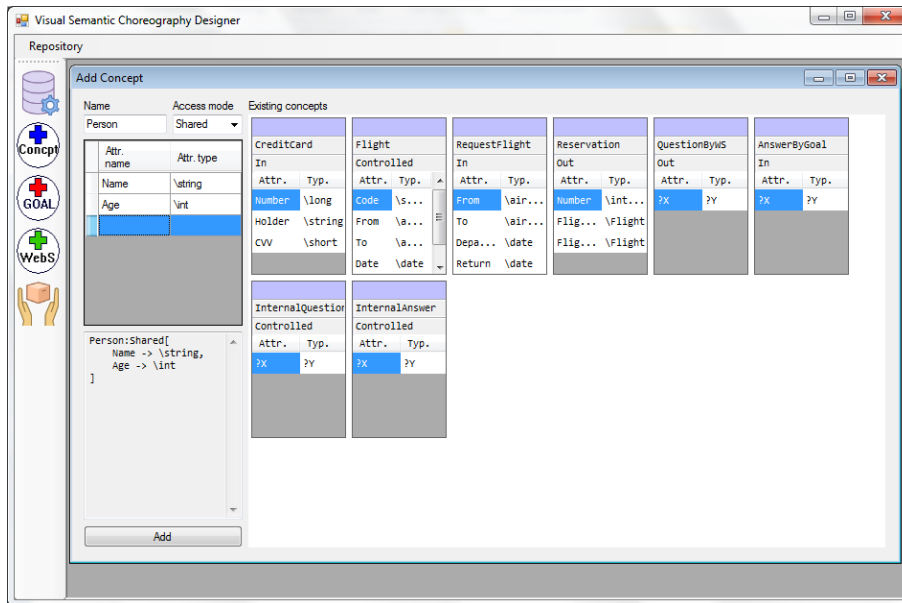 Visual Semantic Choreography Designer
Repository
Add Concept
Name Access mode Existing concepts
Person Shared
Attr. name Attr. type
Name \string
Age \int
Person:Shared[
Name -> \string,
Age -> \int
]
Add
Concpt
GOAL
WebS
CreditCard
In
Attr. Typ.
Number \long
Holder \string
CVV \short
Flight
Controlled
Attr. Typ.
Code \s...
From \a...
To \a...
Date \date
RequestFlight
In
Attr. Typ.
From \air...
To \air...
Depa... \date
Return \date
Reservation
Out
Attr. Typ.
Number \int...
Flig... \Flight
Flig... \Flight
QuestionByWS
Out
Attr. Typ.
?X ?Y
AnswerByGoal
In
Attr. Typ.
?X ?Y
InternalQuestion
Controlled
Attr. Typ.
?X ?Y
InternalAnswer
Controlled
Attr. Typ.
?X ?Y